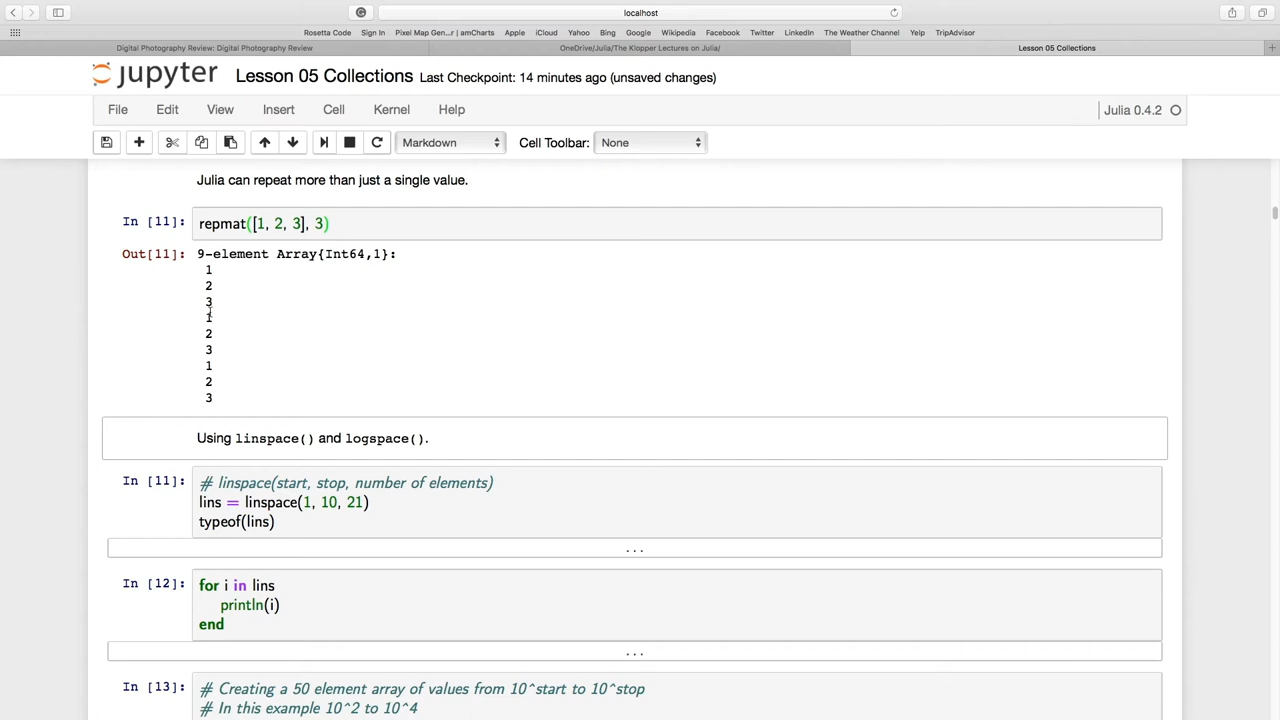 localhost
Rosetta Code Sign In Pixel Map Gen...r | amCharts Apple iCloud Yahoo Bing Google Wikipedia Facebook Twitter LinkedIn The Weather Channel Yelp TripAdvisor
Digital Photography Review: Digital Photography Review OneDrive/Julia/The Klopper Lectures on Julia/ Lesson 05 Collections
jupyter Lesson 05 Collections Last Checkpoint: 14 minutes ago (unsaved changes)
File Edit View Insert Cell Kernel Help Julia 0.4.2
Markdown Cell Toolbar: None
Julia can repeat more than just a single value.
In [11]: repmat([1, 2, 3], 3)
Out[11]: 9-element Array{Int64,1}:
1
2
3
1
2
3
1
2
3
Using linspace() and logspace().
In [11]: # linspace(start, stop, number of elements)
lins = linspace(1, 10, 21)
typeof(lins)
...
In [12]: for i in lins
println(i)
end
...
In [13]: # Creating a 50 element array of values from 10^start to 10^stop
# In this example 10^2 to 10^4